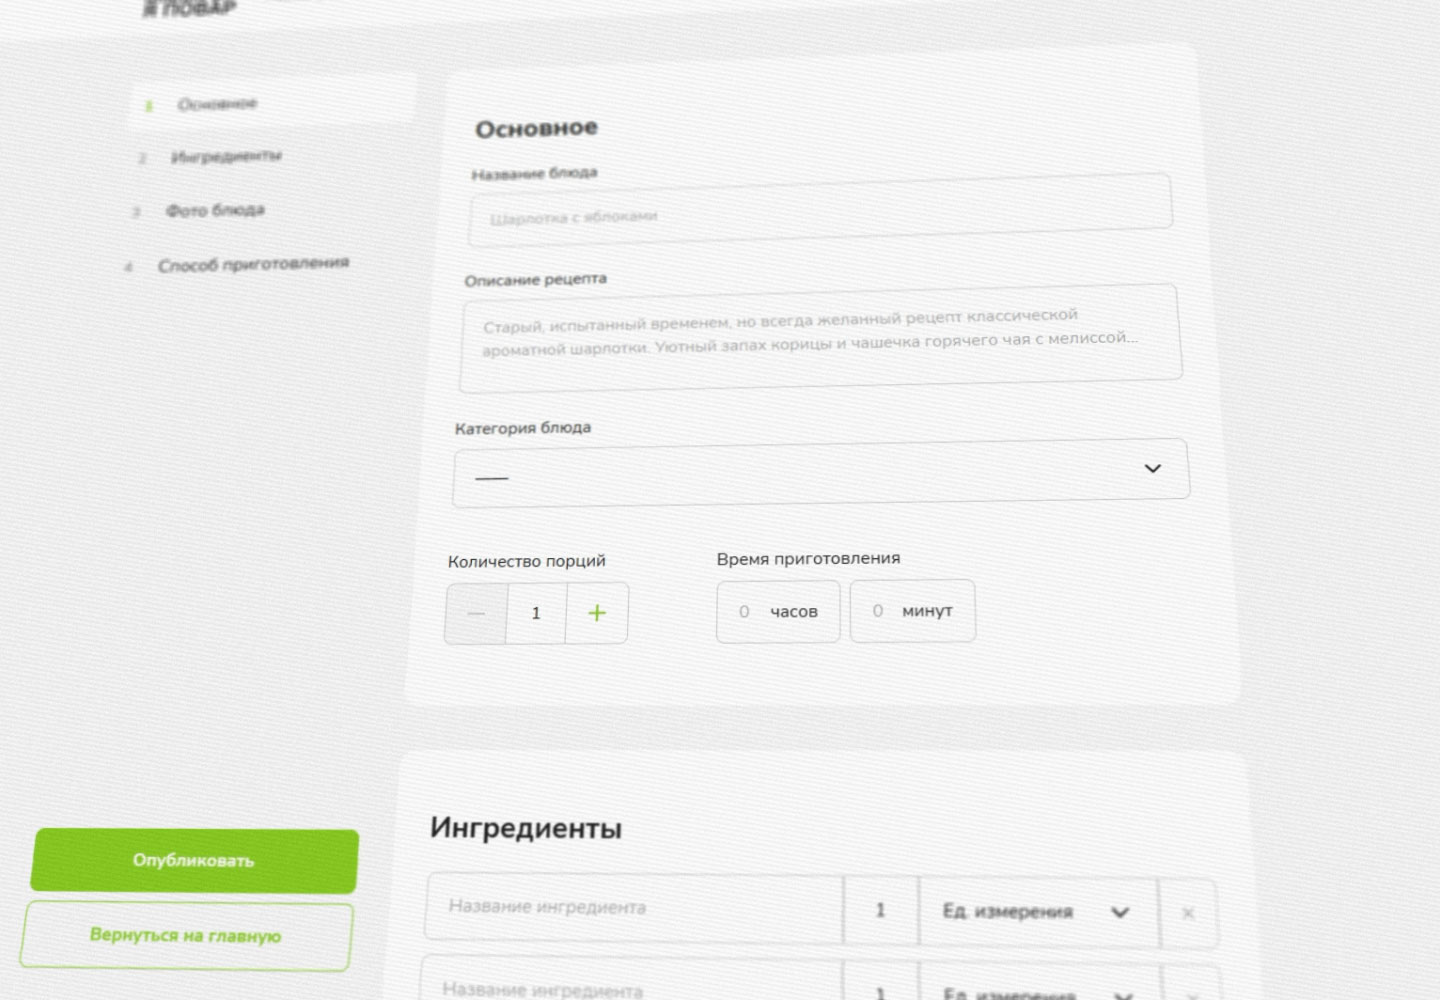 Я ПОВАР
1 Основное
2 Ингредиенты
3 Фото блюда
4 Способ приготовления
Опубликовать
Вернуться на главную
Основное
Название блюда
Шарлотка с яблоками
Описание рецепта
Старый, испытанный временем, но всегда желанный рецепт классической
ароматной шарлотки. Уютный запах корицы и чашечка горячего чая с мелиссой...
Категория блюда
Количество порций
1
Время приготовления
0 часов 0 минут
Ингредиенты
Название ингредиента 1 Ед. измерения
Название ингредиента 1 Ед. измерения